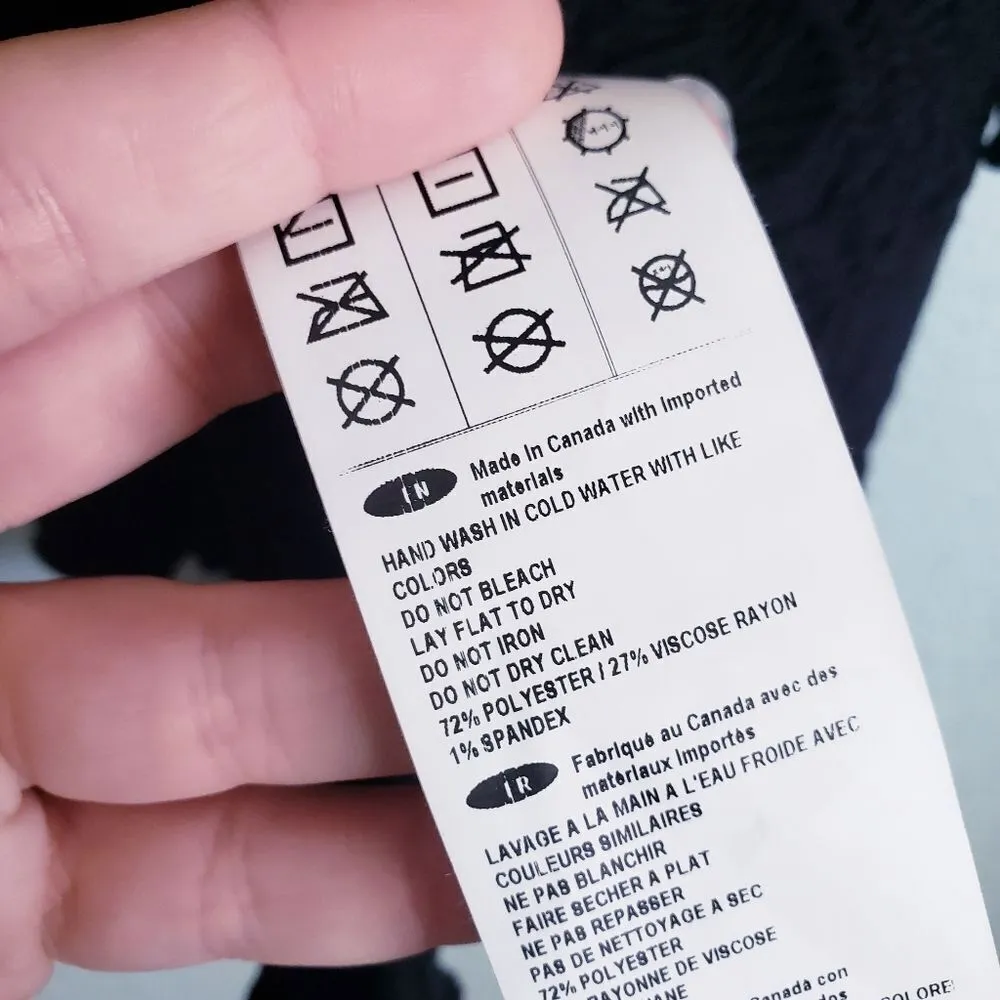 EN
Made in Canada with imported
materials
HAND WASH IN COLD WATER WITH LIKE
COLORS
DO NOT BLEACH
LAY FLAT TO DRY
DO NOT IRON
DO NOT DRY CLEAN
72% POLYESTER / 27% VISCOSE RAYON
1% SPANDEX
FR
Fabriqué au Canada avec des
matériaux importés
LAVAGE A LA MAIN A L'EAU FROIDE AVEC
COULEURS SIMILAIRES
NE PAS BLANCHIR
FAIRE SECHER A PLAT
NE PAS REPASSER
PAS DE NETTOYAGE A SEC
72% POLYESTER
RAYONNE DE VISCOSE
Canada con